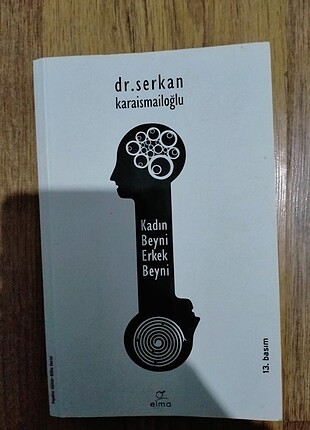 dr.serkan
karaismailoğlu
Kadın
Beyni
Erkek
Beyni
13. basım
elma